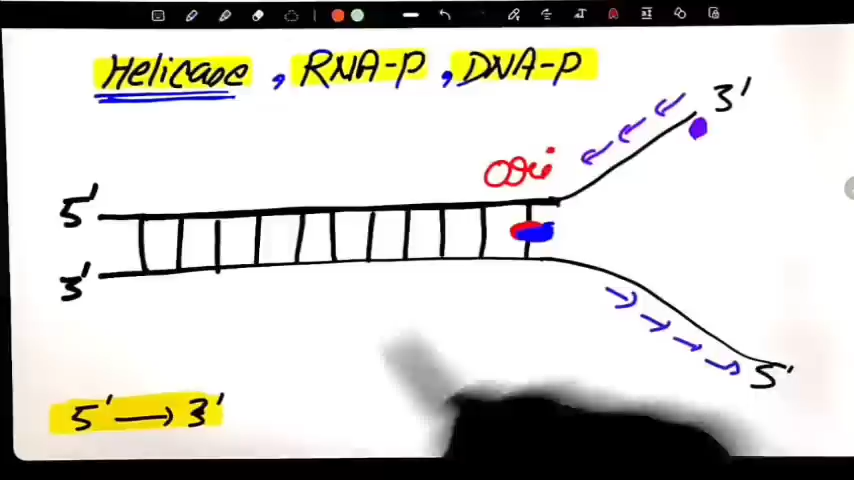 Helicase, RNA-P, DNA-P
3'
Ori
5'
3'
5'
5' → 3'